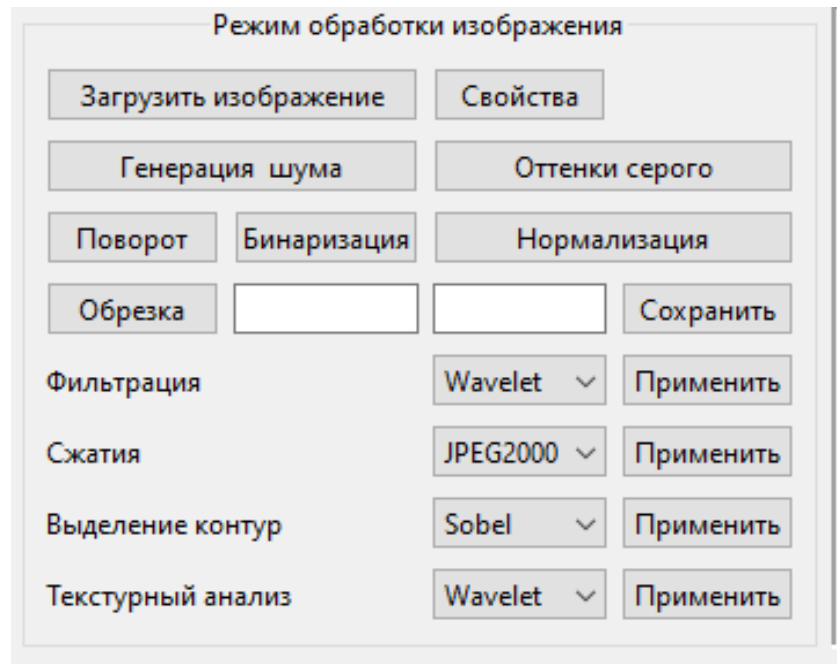 Режим обработки изображения
Загрузить изображение Свойства
Генерация шума Оттенки серого
Поворот Бинаризация Нормализация
Обрезка Сохранить
Фильтрация Wavelet Применить
Сжатия JPEG2000 Применить
Выделение контур Sobel Применить
Текстурный анализ Wavelet Применить